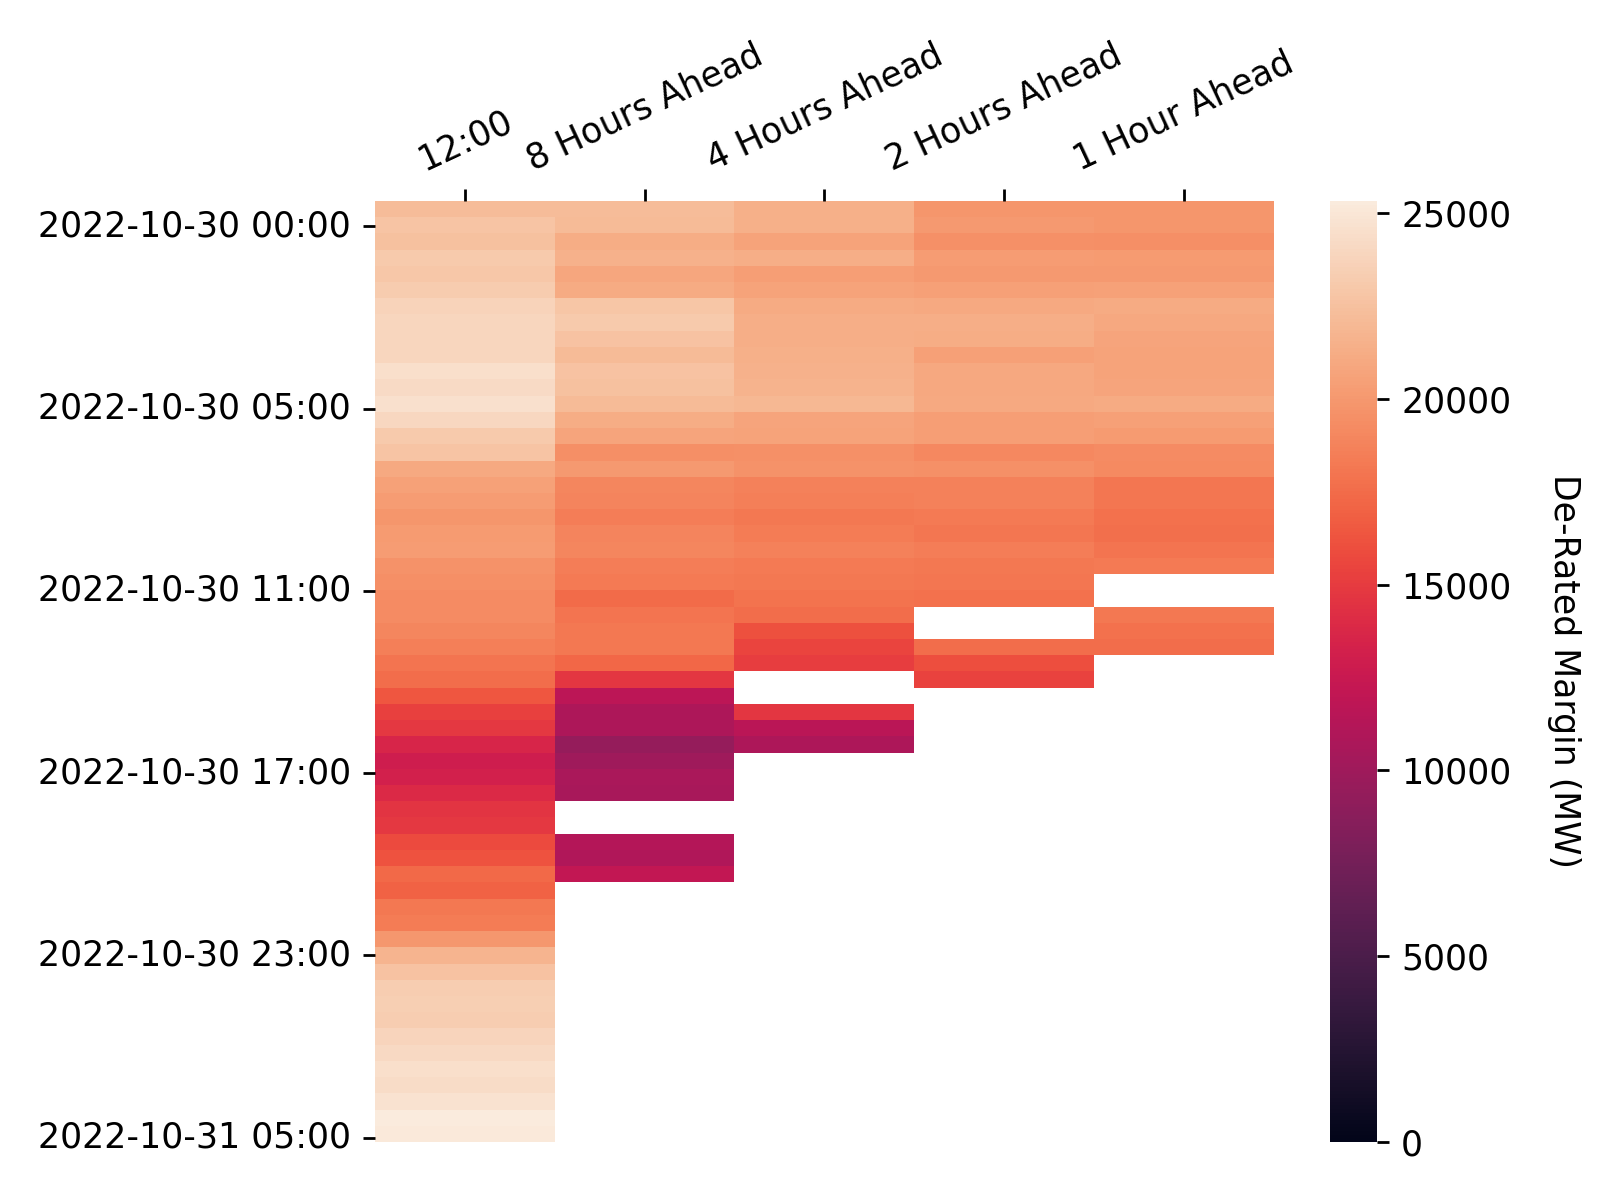 12:00
8 Hours Ahead
4 Hours Ahead
2 Hours Ahead
1 Hour Ahead
2022-10-30 00:00
2022-10-30 05:00
2022-10-30 11:00
2022-10-30 17:00
2022-10-30 23:00
2022-10-31 05:00
25000
20000
15000
10000
5000
0
De-Rated Margin (MW)